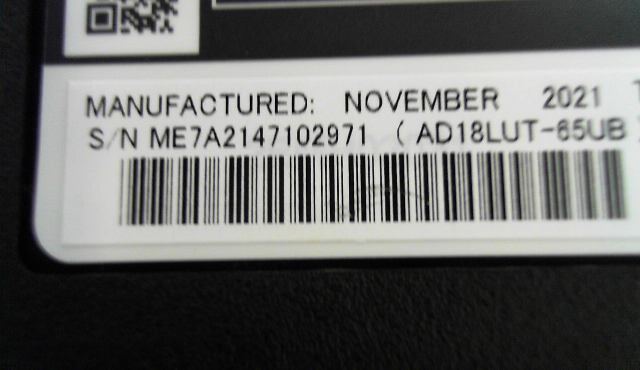 MANUFACTURED: NOVEMBER 2021
S/N ME7A2147102971 ( AD18LUT-65UB